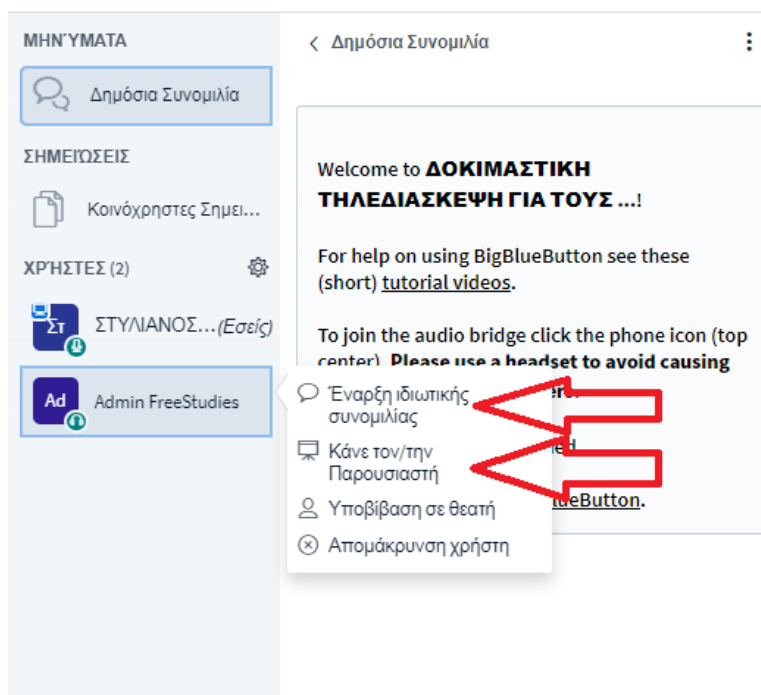 ΜΗΝΎΜΑΤΑ
Δημόσια Συνομιλία
ΣΗΜΕΙΏΣΕΙΣ
Κοινόχρηστες Σημει...
ΧΡΉΣΤΕΣ (2)
Στ
ΣΤΥΛΙΑΝΟΣ...(Εσείς)
Ad
Admin FreeStudies
Δημόσια Συνομιλία
Welcome to ΔΟΚΙΜΑΣΤΙΚΗ
ΤΗΛΕΔΙΑΣΚΕΨΗ ΓΙΑ ΤΟΥΣ ...!
For help on using BigBlueButton see these
(short) tutorial videos.
To join the audio bridge click the phone icon (top
center). Please use a headset to avoid causing
Έναρξη ιδιωτικής
συνομιλίας
Κάνε τον/την
Παρουσιαστή
Υποβίβαση σε θεατή
Απομάκρυνση χρήστη